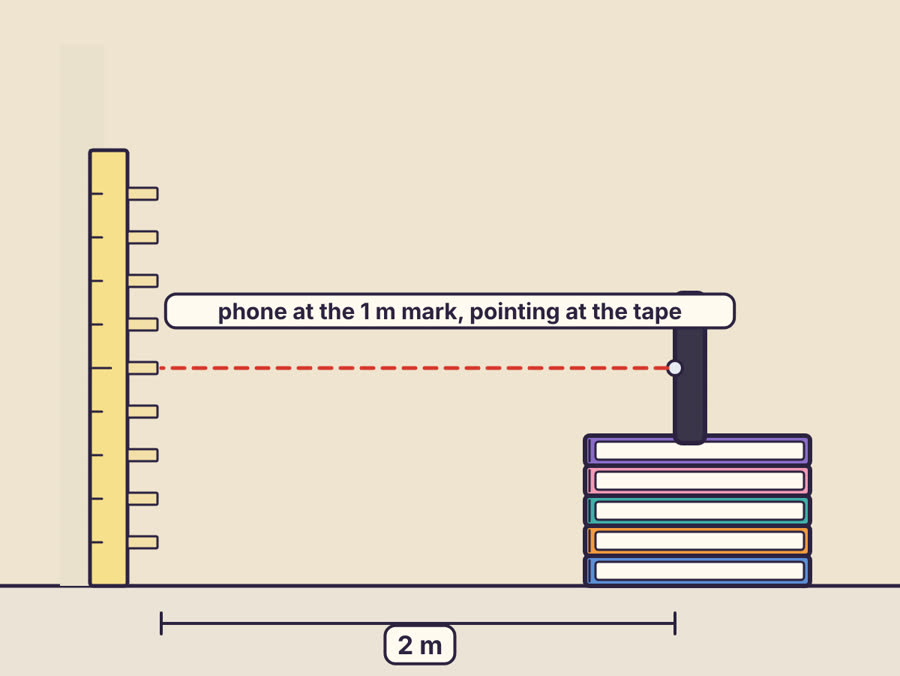 phone at the 1 m mark, pointing at the tape
2 m